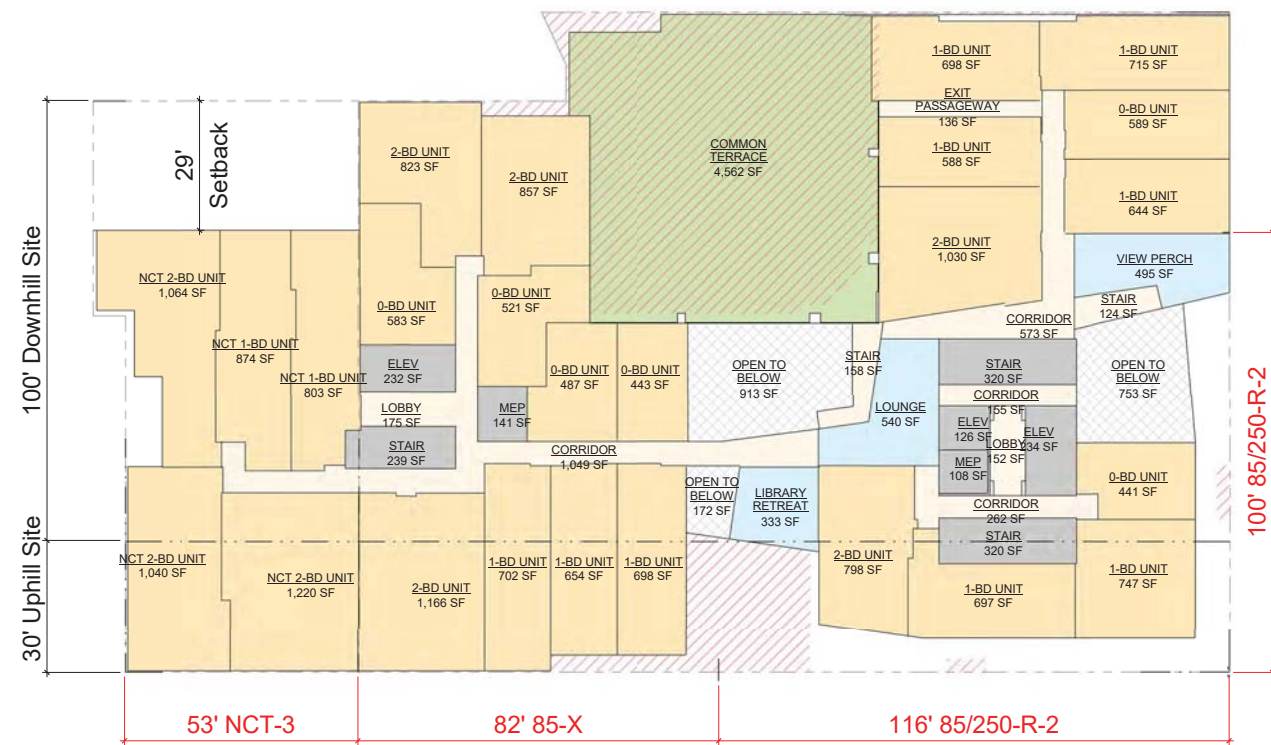 1-BD UNIT
698 SF
1-BD UNIT
715 SF
EXIT
PASSAGEWAY
136 SF
0-BD UNIT
589 SF
1-BD UNIT
588 SF
1-BD UNIT
644 SF
2-BD UNIT
1,030 SF
COMMON
TERRACE
4,562 SF
2-BD UNIT
823 SF
2-BD UNIT
857 SF
29'
Setback
100' Downhill Site
30' Uphill Site
NCT 2-BD UNIT
1,064 SF
NCT 1-BD UNIT
874 SF
NCT 1-BD UNIT
803 SF
0-BD UNIT
583 SF
0-BD UNIT
521 SF
ELEV
232 SF
0-BD UNIT
487 SF
0-BD UNIT
443 SF
LOBBY
175 SF
MEP
141 SF
STAIR
239 SF
CORRIDOR
1,049 SF
OPEN TO
BELOW
913 SF
STAIR
158 SF
VIEW PERCH
495 SF
STAIR
124 SF
CORRIDOR
573 SF
STAIR
320 SF
OPEN TO
BELOW
753 SF
CORRIDOR
155 SF
LOUNGE
540 SF
ELEV
126 SF
LOBBY
152 SF
ELEV
234 SF
MEP
108 SF
0-BD UNIT
441 SF
CORRIDOR
262 SF
STAIR
320 SF
OPEN TO
BELOW
172 SF
LIBRARY
RETREAT
333 SF
NCT 2-BD UNIT
1,040 SF
NCT 2-BD UNIT
1,220 SF
2-BD UNIT
1,166 SF
1-BD UNIT
702 SF
1-BD UNIT
654 SF
1-BD UNIT
698 SF
2-BD UNIT
798 SF
1-BD UNIT
697 SF
1-BD UNIT
747 SF
100' 85/250-R-2
53' NCT-3
82' 85-X
116' 85/250-R-2